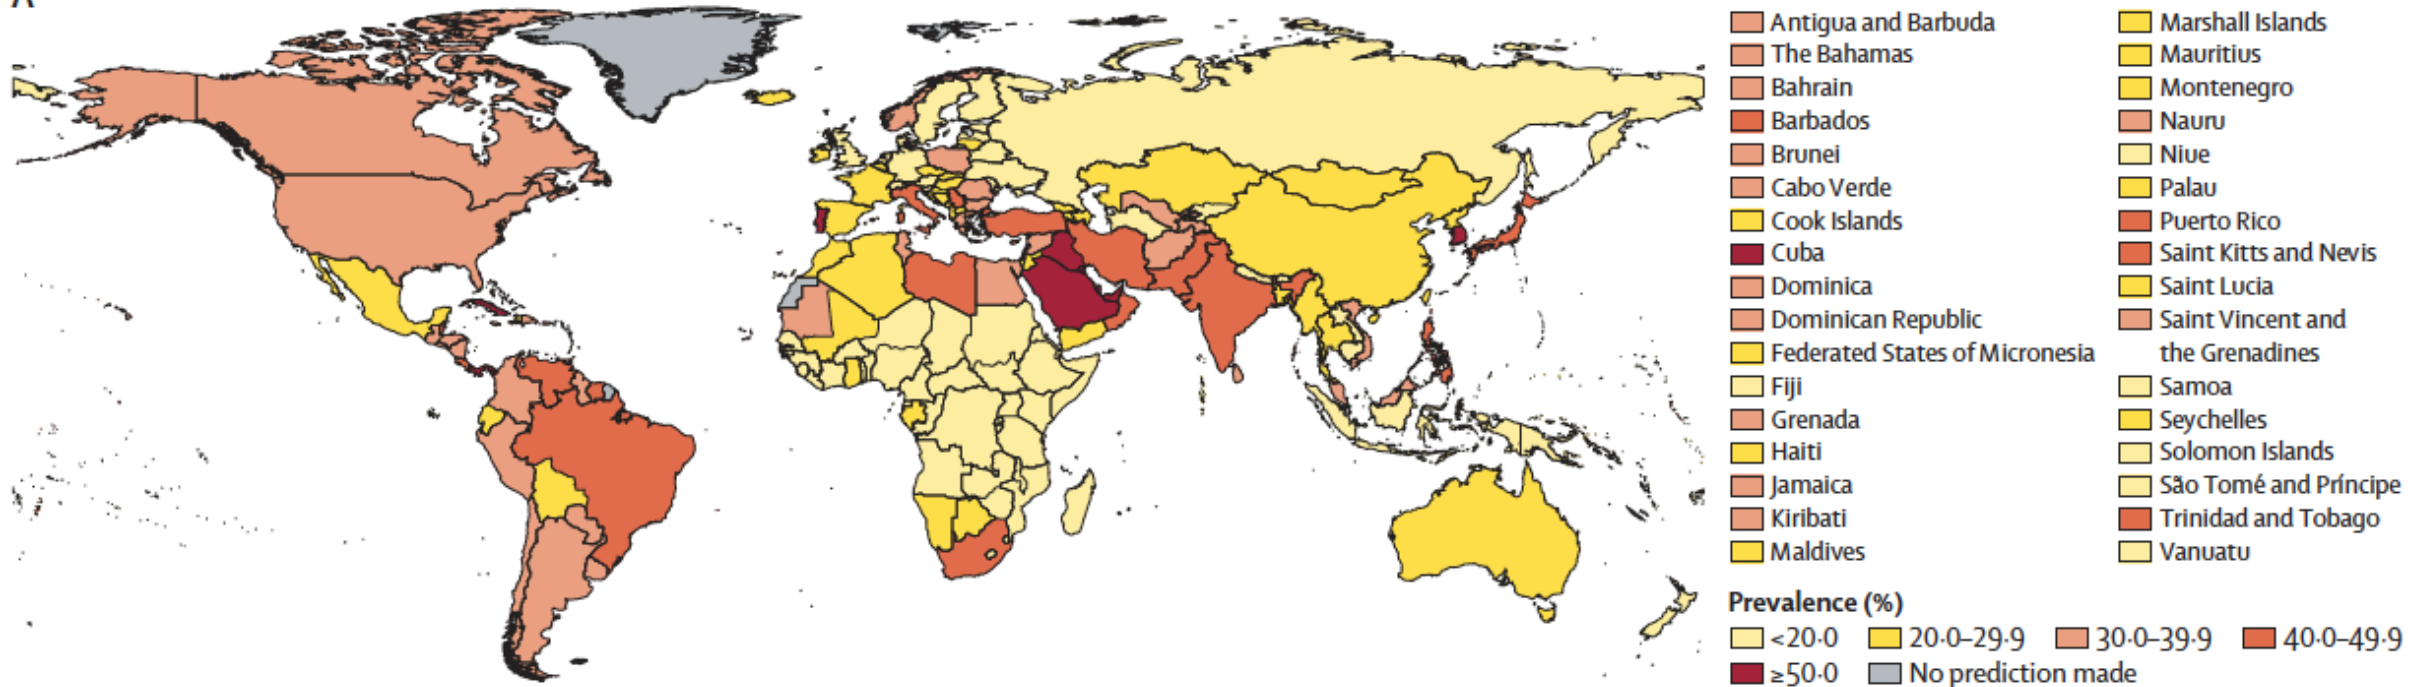 A
Antigua and Barbuda
The Bahamas
Bahrain
Barbados
Brunei
Cabo Verde
Cook Islands
Cuba
Dominica
Dominican Republic
Federated States of Micronesia
Fiji
Grenada
Haiti
Jamaica
Kiribati
Maldives
Marshall Islands
Mauritius
Montenegro
Nauru
Niue
Palau
Puerto Rico
Saint Kitts and Nevis
Saint Lucia
Saint Vincent and
the Grenadines
Samoa
Seychelles
Solomon Islands
São Tomé and Príncipe
Trinidad and Tobago
Vanuatu
Prevalence (%)
<20·0 20·0–29·9 30·0–39·9 40·0–49·9
≥50·0 No prediction made